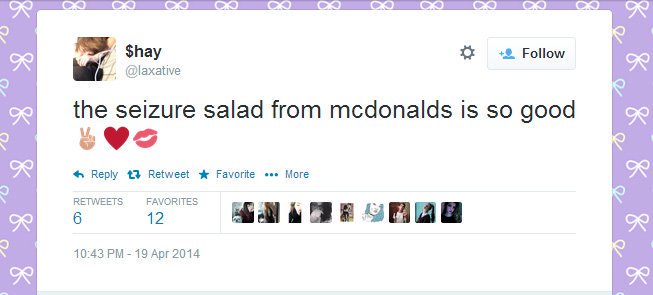 $hay
@laxative
Follow
the seizure salad from mcdonalds is so good
✌❤💋
Reply Retweet Favorite More
RETWEETS FAVORITES
6 12
10:43 PM - 19 Apr 2014